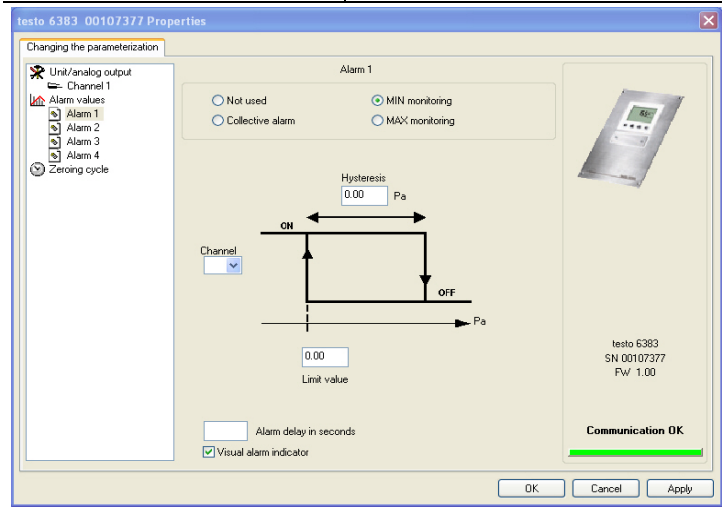 testo 6383 00107377 Properties
Changing the parameterization
Unit/analog output
Channel 1
Alarm values
Alarm 1
Alarm 2
Alarm 3
Alarm 4
Zeroing cycle
Alarm 1
Not used
MIN monitoring
Collective alarm
MAX monitoring
Hysteresis
0.00 Pa
ON
Channel
OFF
Pa
0.00
Limit value
Alarm delay in seconds
Visual alarm indicator
testo 6383
SN 00107377
FW 1.00
Communication OK
OK Cancel Apply